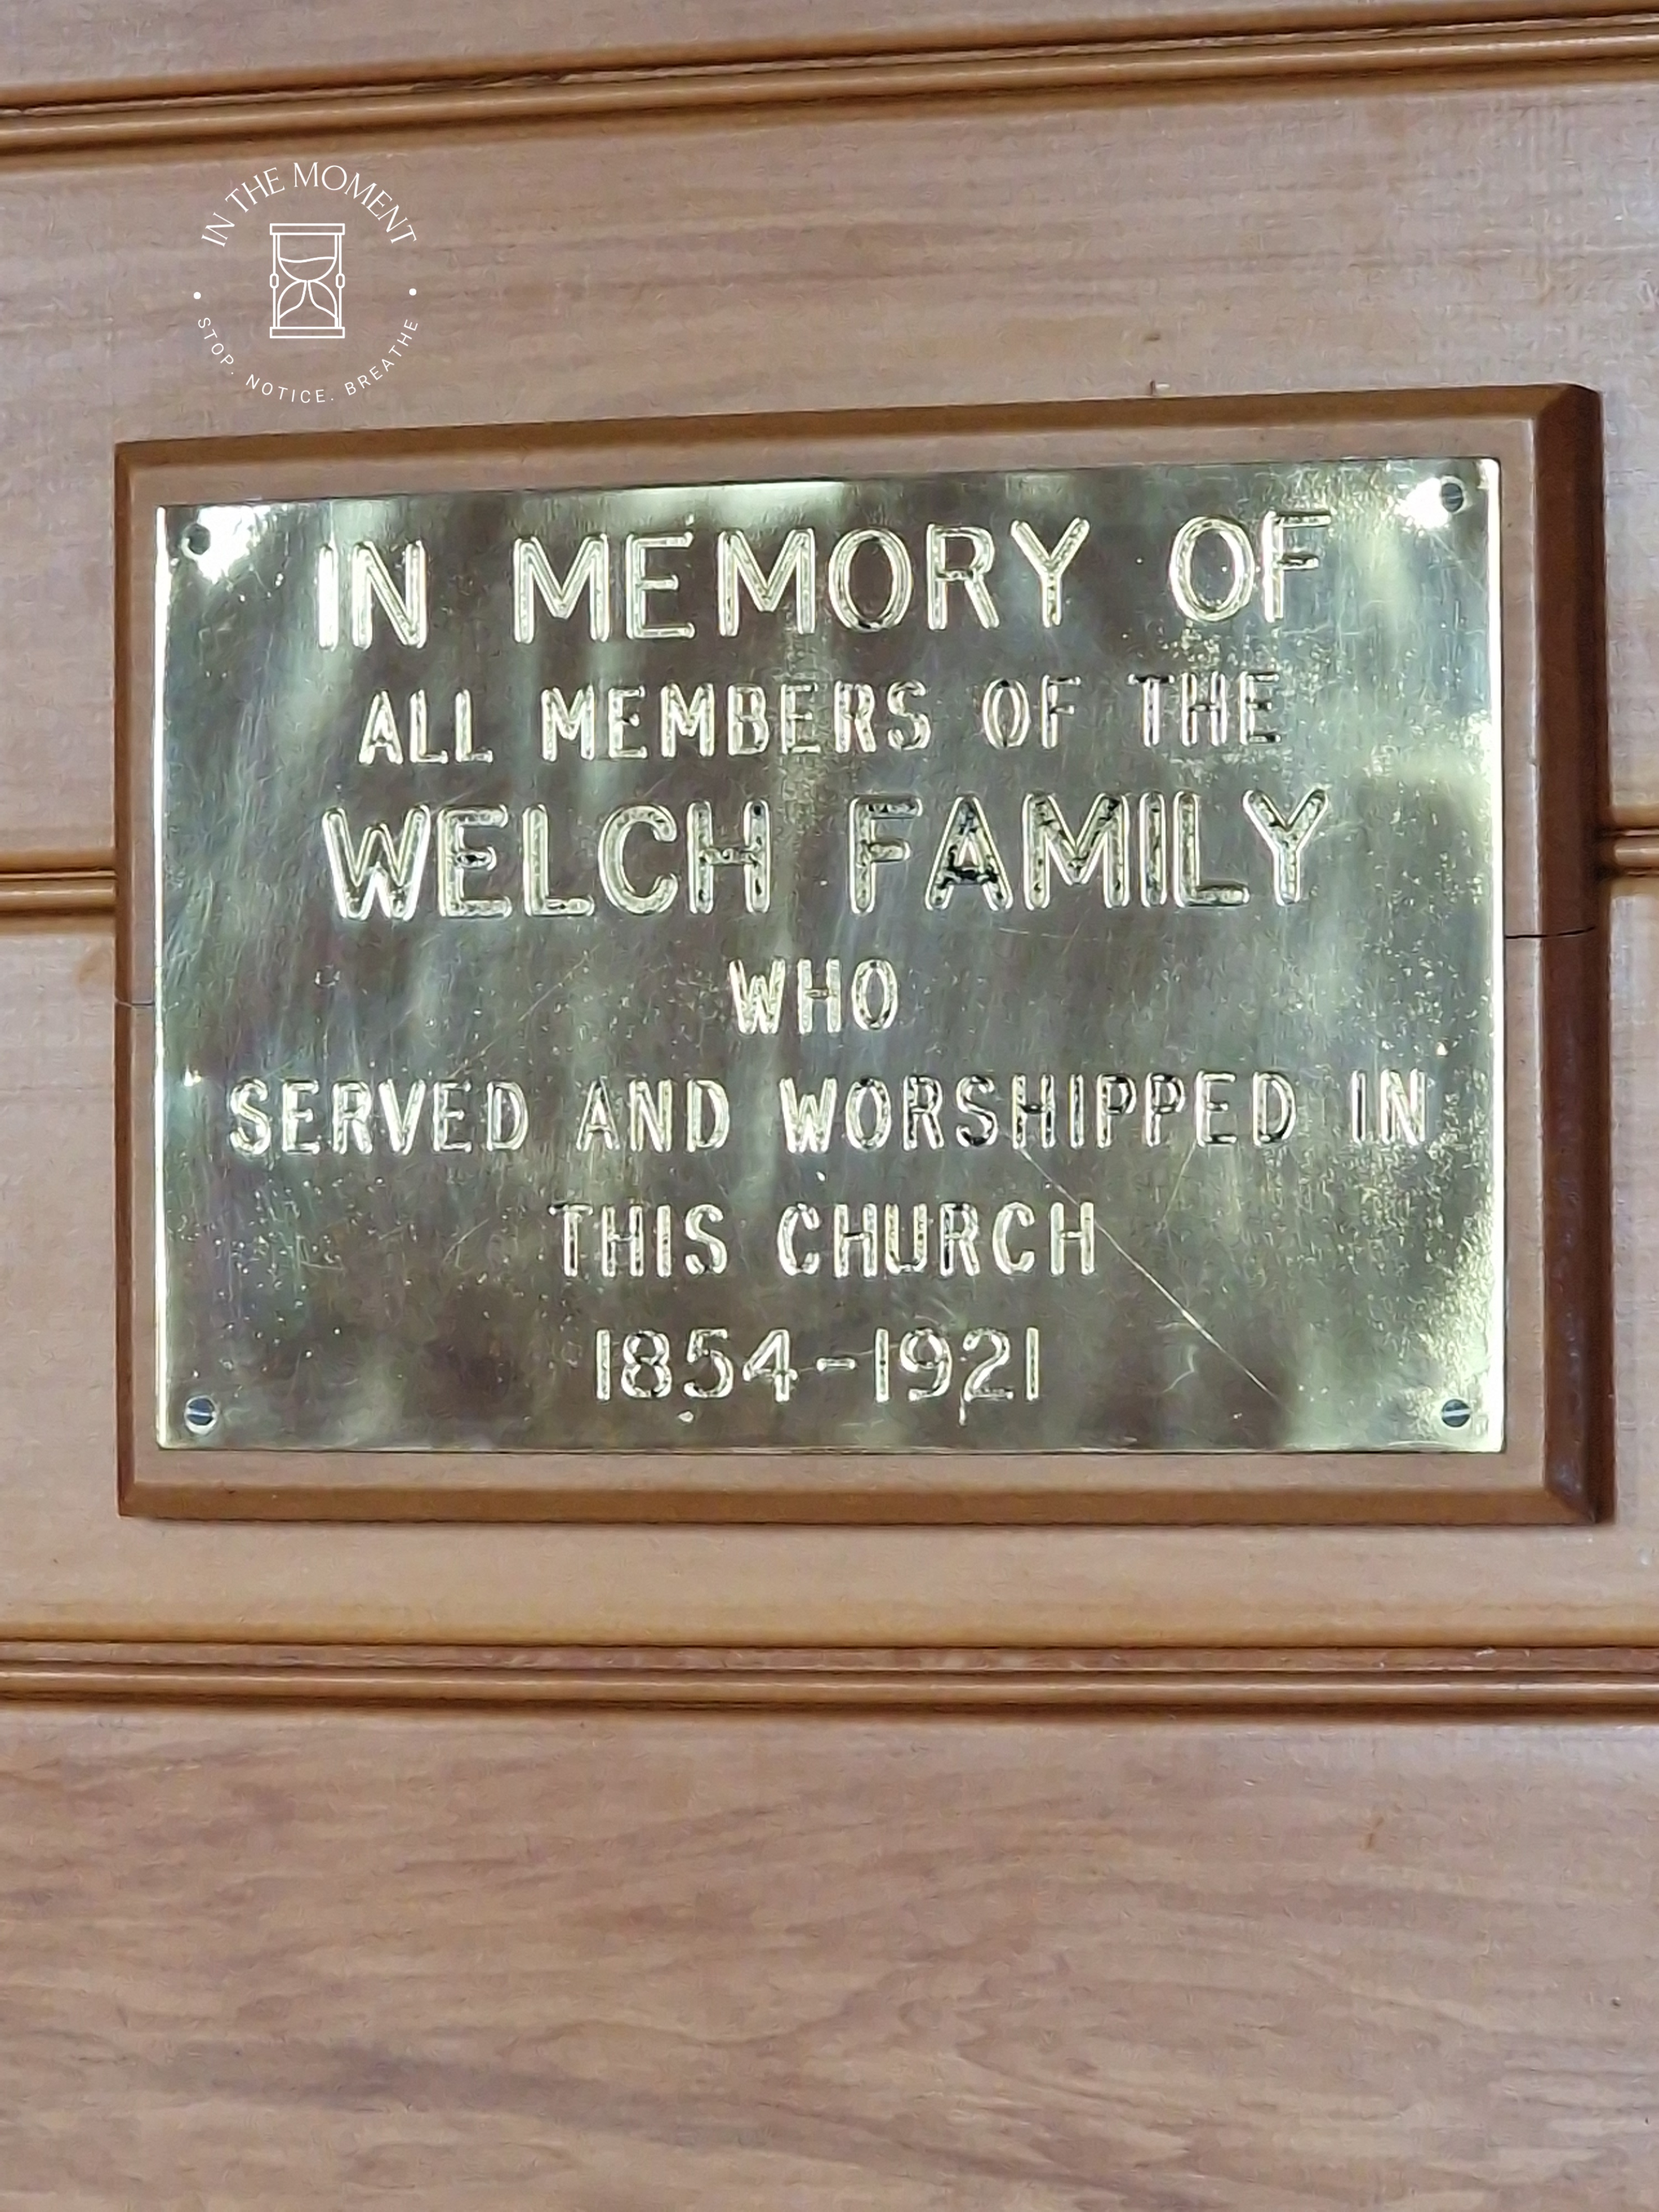 IN THE MOMENT
STOP. NOTICE. BREATHE
IN MEMORY OF
ALL MEMBERS OF THE
WELCH FAMILY
WHO
SERVED AND WORSHIPPED IN
THIS CHURCH
1854-1921